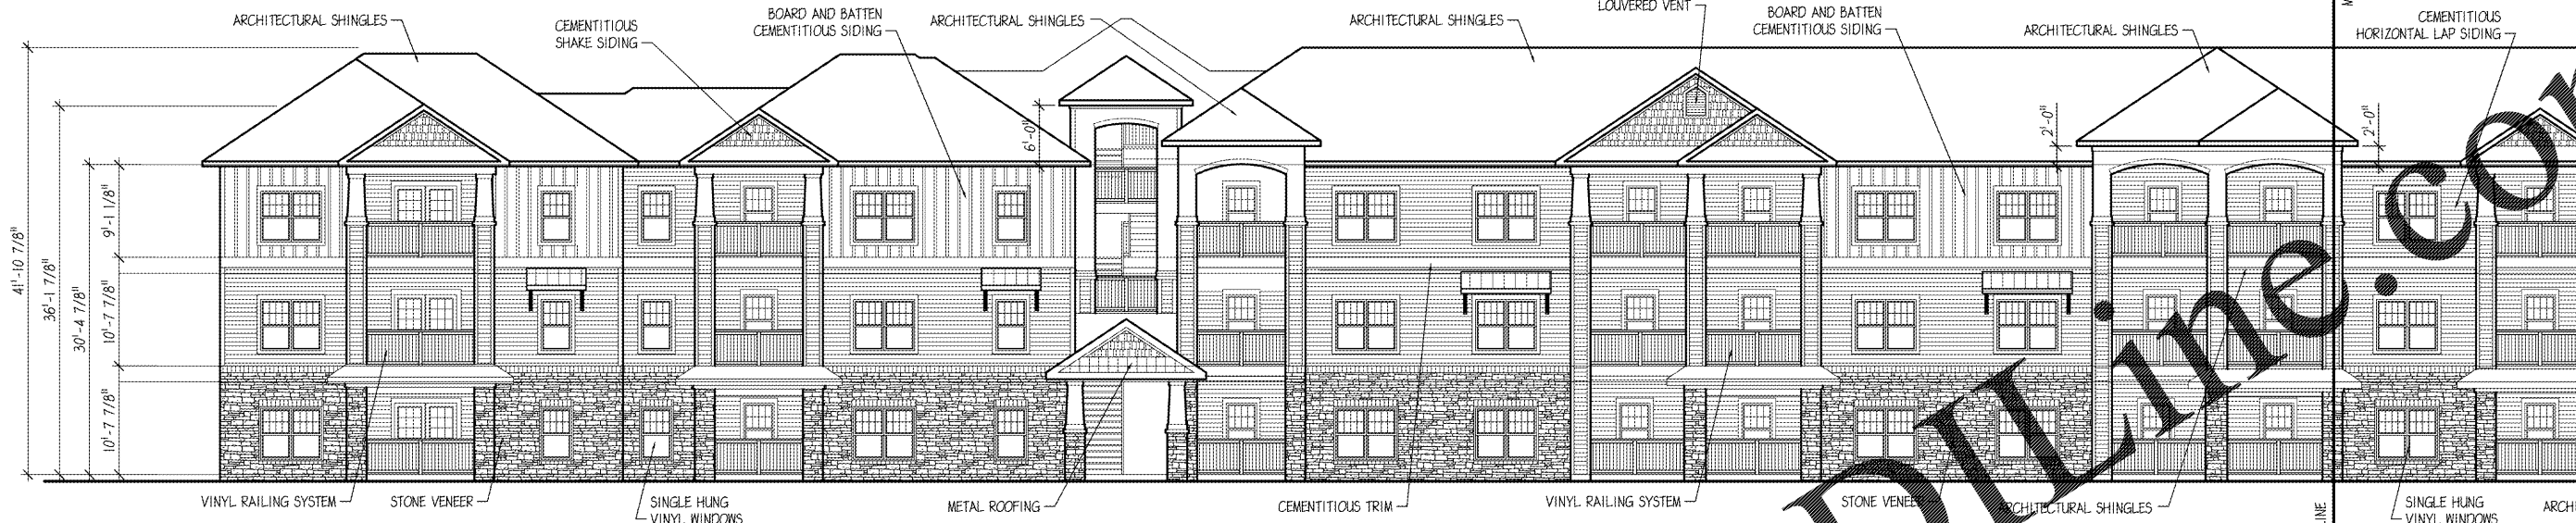 ARCHITECTURAL SHINGLES
CEMENTITIOUS
SHAKE SIDING
BOARD AND BATTEN
CEMENTITIOUS SIDING
ARCHITECTURAL SHINGLES
ARCHITECTURAL SHINGLES
LOUVERED VENT
BOARD AND BATTEN
CEMENTITIOUS SIDING
ARCHITECTURAL SHINGLES
CEMENTITIOUS
HORIZONTAL LAP SIDING
41'-10 7/8"
36'-1 7/8"
30'-4 7/8"
9'-1 1/8"
10'-7 7/8"
10'-7 7/8"
6'-0"
2'-0"
2'-0"
VINYL RAILING SYSTEM
STONE VENEER
SINGLE HUNG
VINYL WINDOWS
METAL ROOFING
CEMENTITIOUS TRIM
VINYL RAILING SYSTEM
STONE VENEER
ARCHITECTURAL SHINGLES
LINE
SINGLE HUNG
VINYL WINDOWS